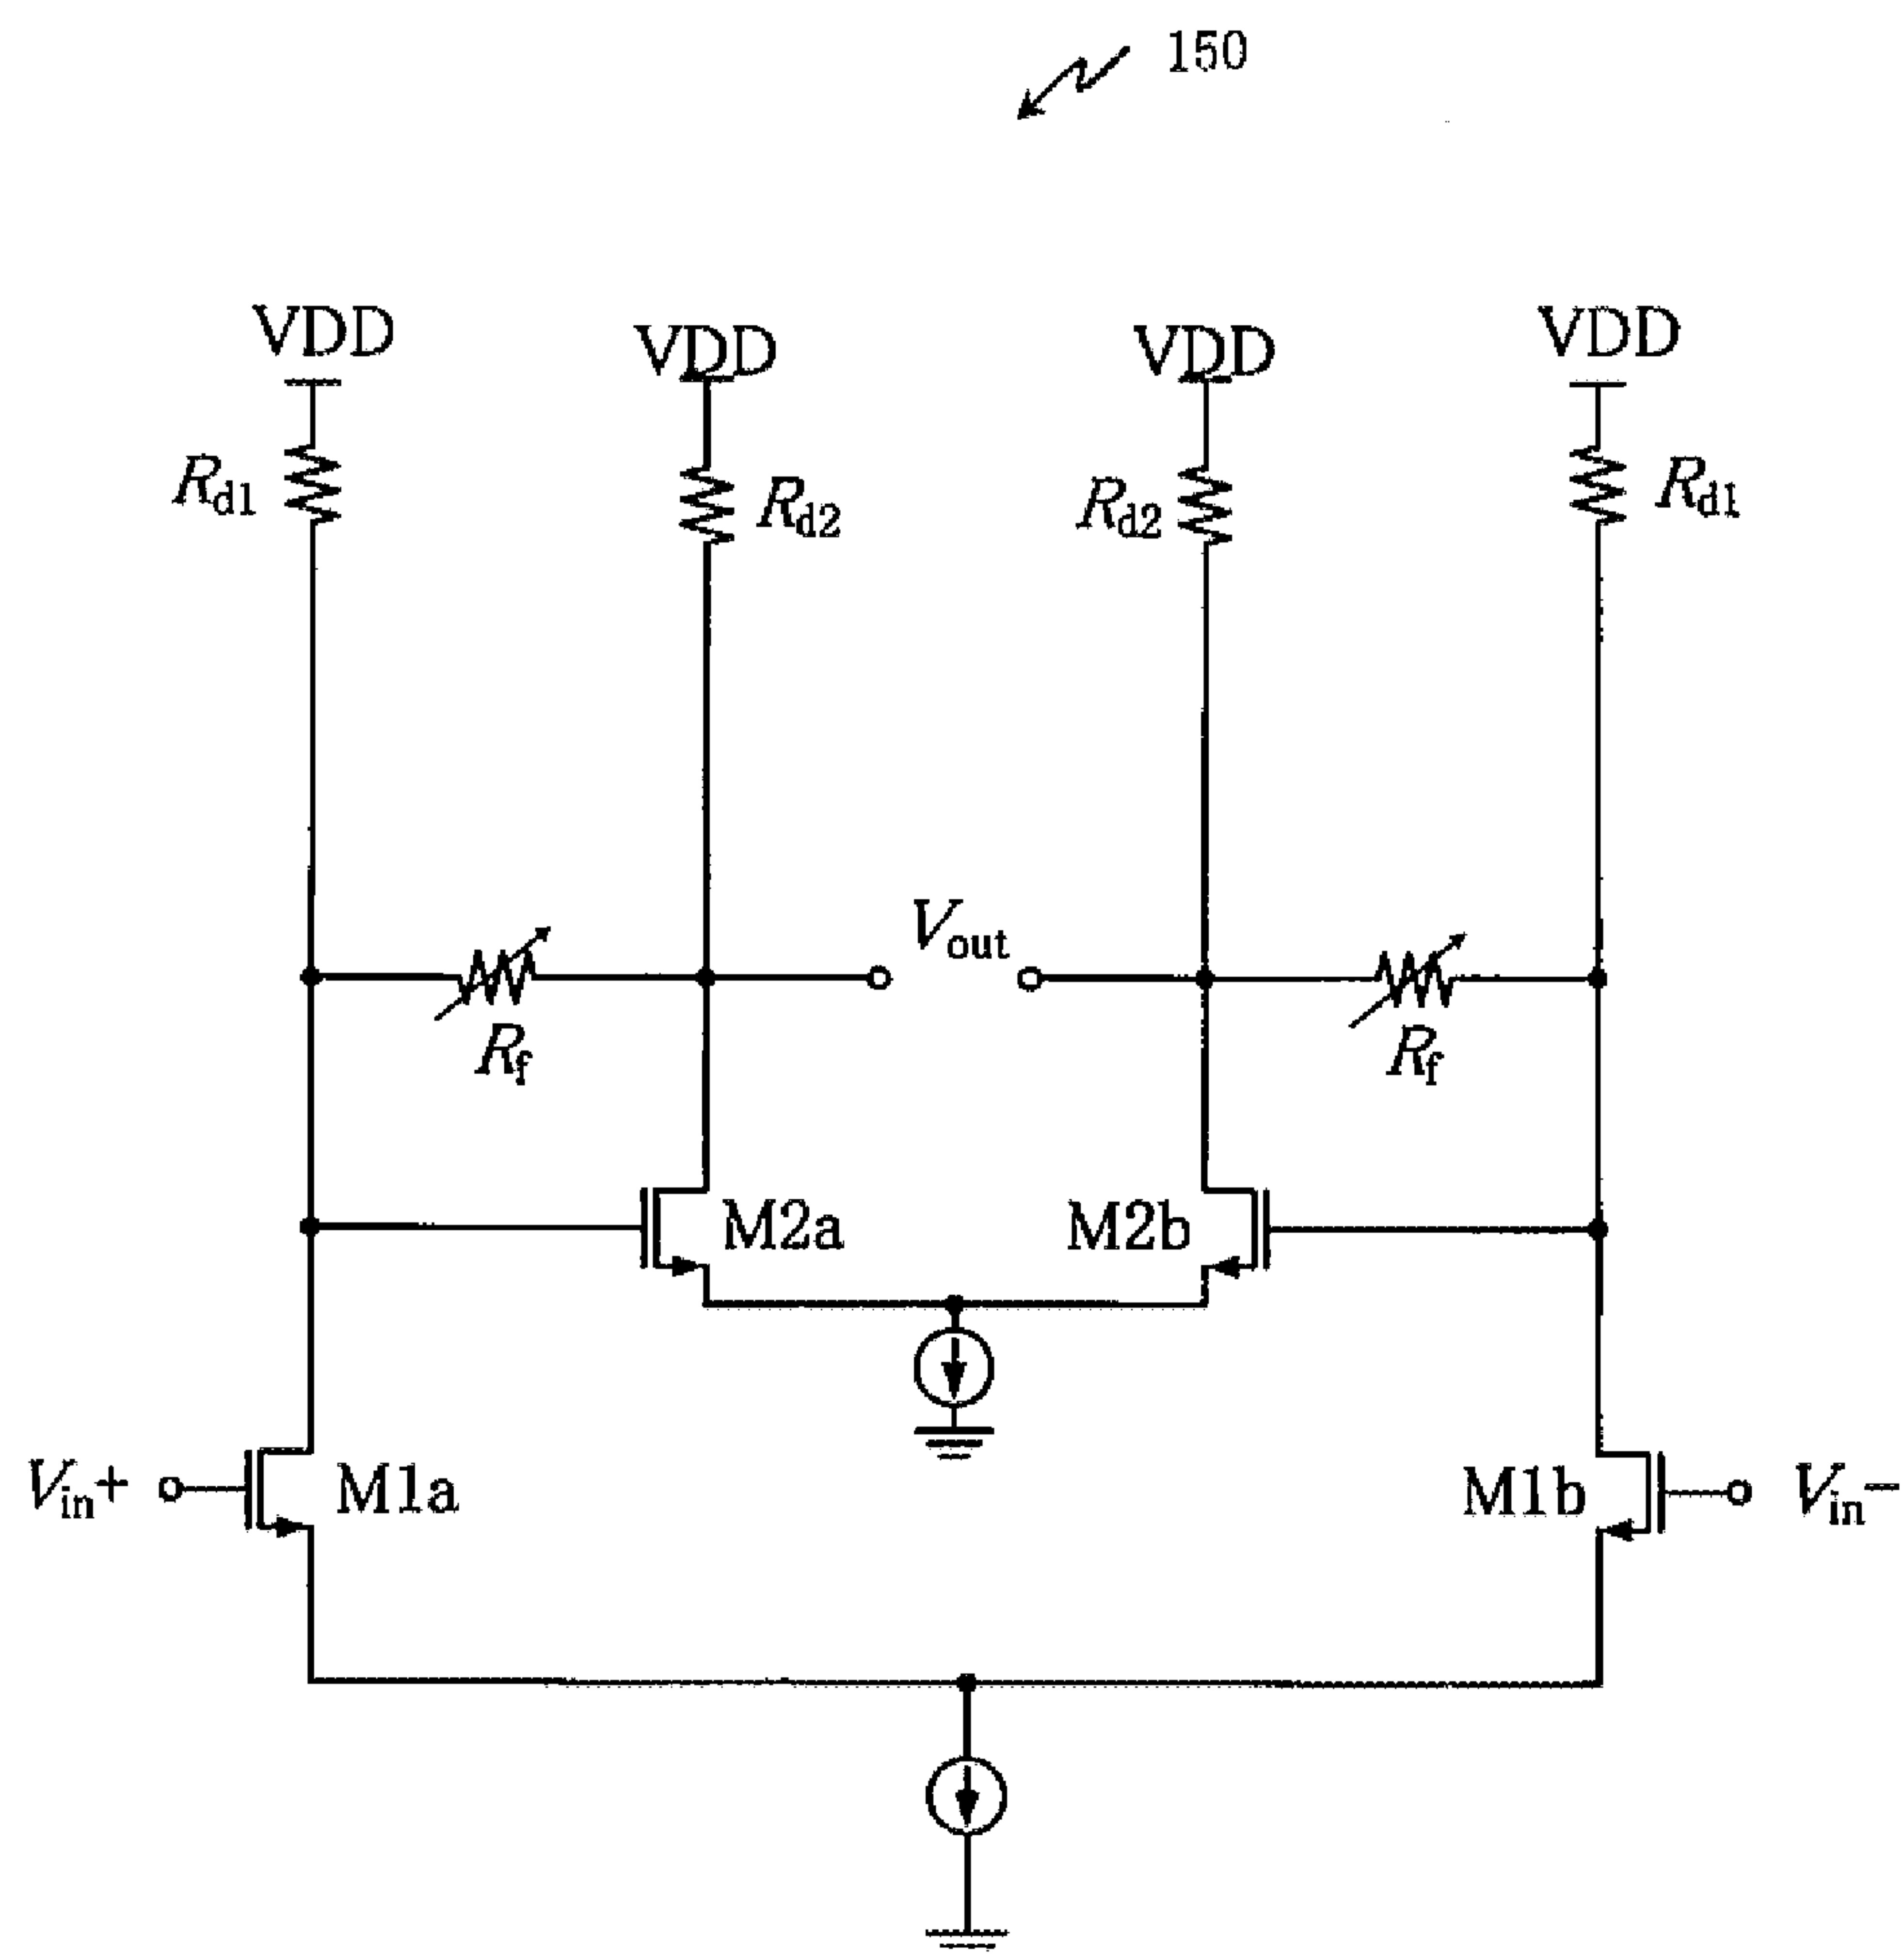 150
VDD
VDD
VDD
VDD
Rd1
Rd2
Rd2
Rd1
Vout
Rf
Rf
M2a
M2b
Vin+
M1a
M1b
Vin−